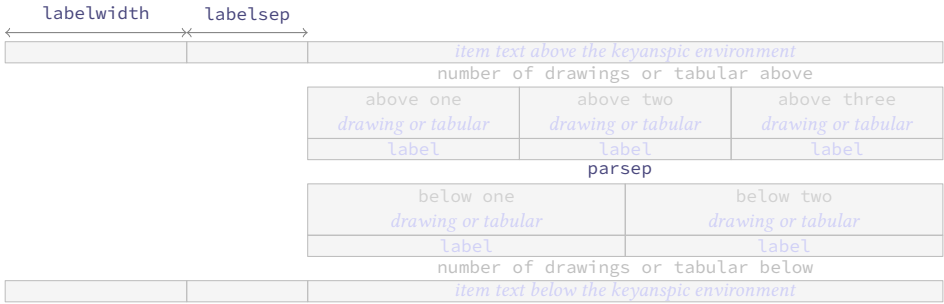 labelwidth labelsep
item text above the keyanspic environment
number of drawings or tabular above
above one above two above three
drawing or tabular drawing or tabular drawing or tabular
label label label
parsep
below one below two
drawing or tabular drawing or tabular
label label
number of drawings or tabular below
item text below the keyanspic environment